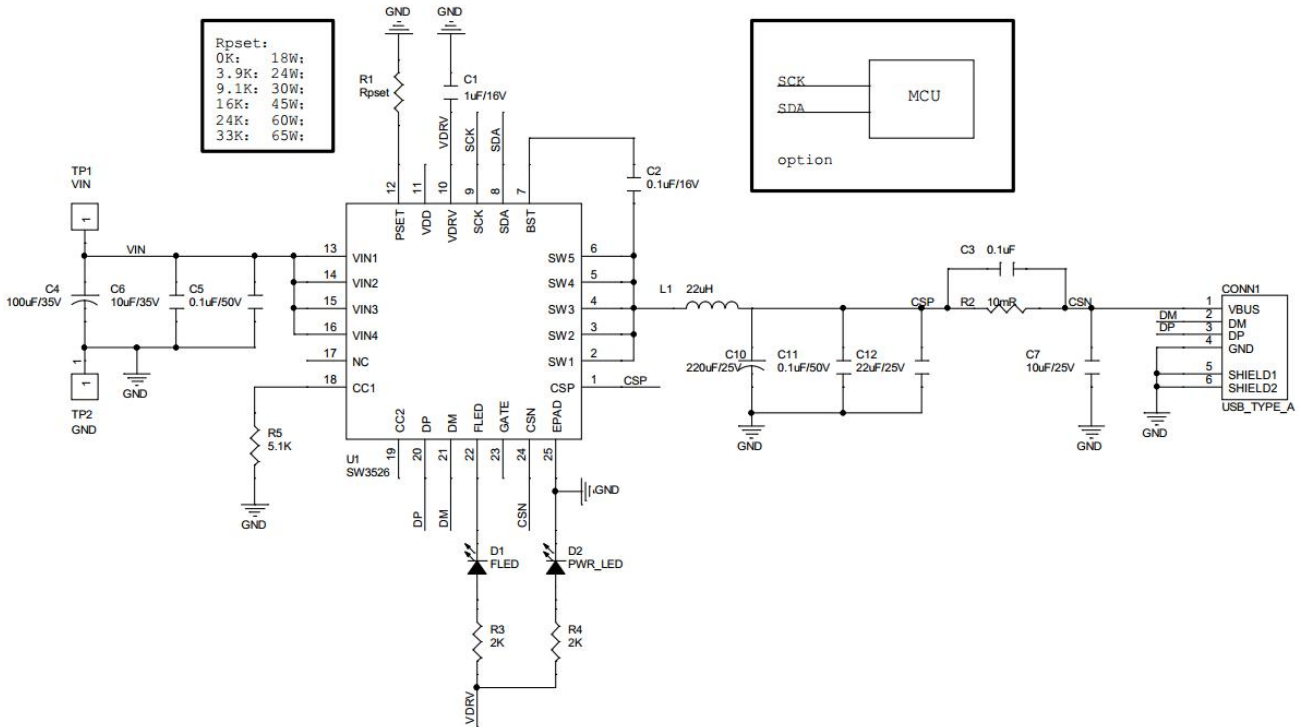 Rpset:
0K: 18W;
3.9K: 24W;
9.1K: 30W;
16K: 45W;
24K: 60W;
33K: 65W;
GND
GND
R1
Rpset
C1
1uF/16V
VDRV
SCK
SDA
C2
0.1uF/16V
SCK
SDA
MCU
option
TP1
VIN
1
VIN
C4
100uF/35V
C6
10uF/35V
C5
0.1uF/50V
1
1
TP2
GND
GND
12
11
10
9
8
7
PSET
VDD
VDRV
SCK
SDA
BST
13
VIN1
14
VIN2
15
VIN3
16
VIN4
17
NC
18
CC1
SW5
6
SW4
5
SW3
4
SW2
3
SW1
2
CSP
1
CSP
CC2
DP
DM
FLED
GATE
CSN
EPAD
19
20
21
22
23
24
25
U1
SW3526
R5
5.1K
GND
DP
DM
CSN
GND
D1
FLED
D2
PWR_LED
R3
2K
R4
2K
VDRV
L1
22uH
C10
220uF/25V
C11
0.1uF/50V
C12
22uF/25V
GND
CSP
C3
0.1uF
R2
10mR
CSN
C7
10uF/25V
GND
CONN1
1
VBUS
DM
2
DM
DP
3
DP
4
GND
5
SHIELD1
6
SHIELD2
USB_TYPE_A
GND